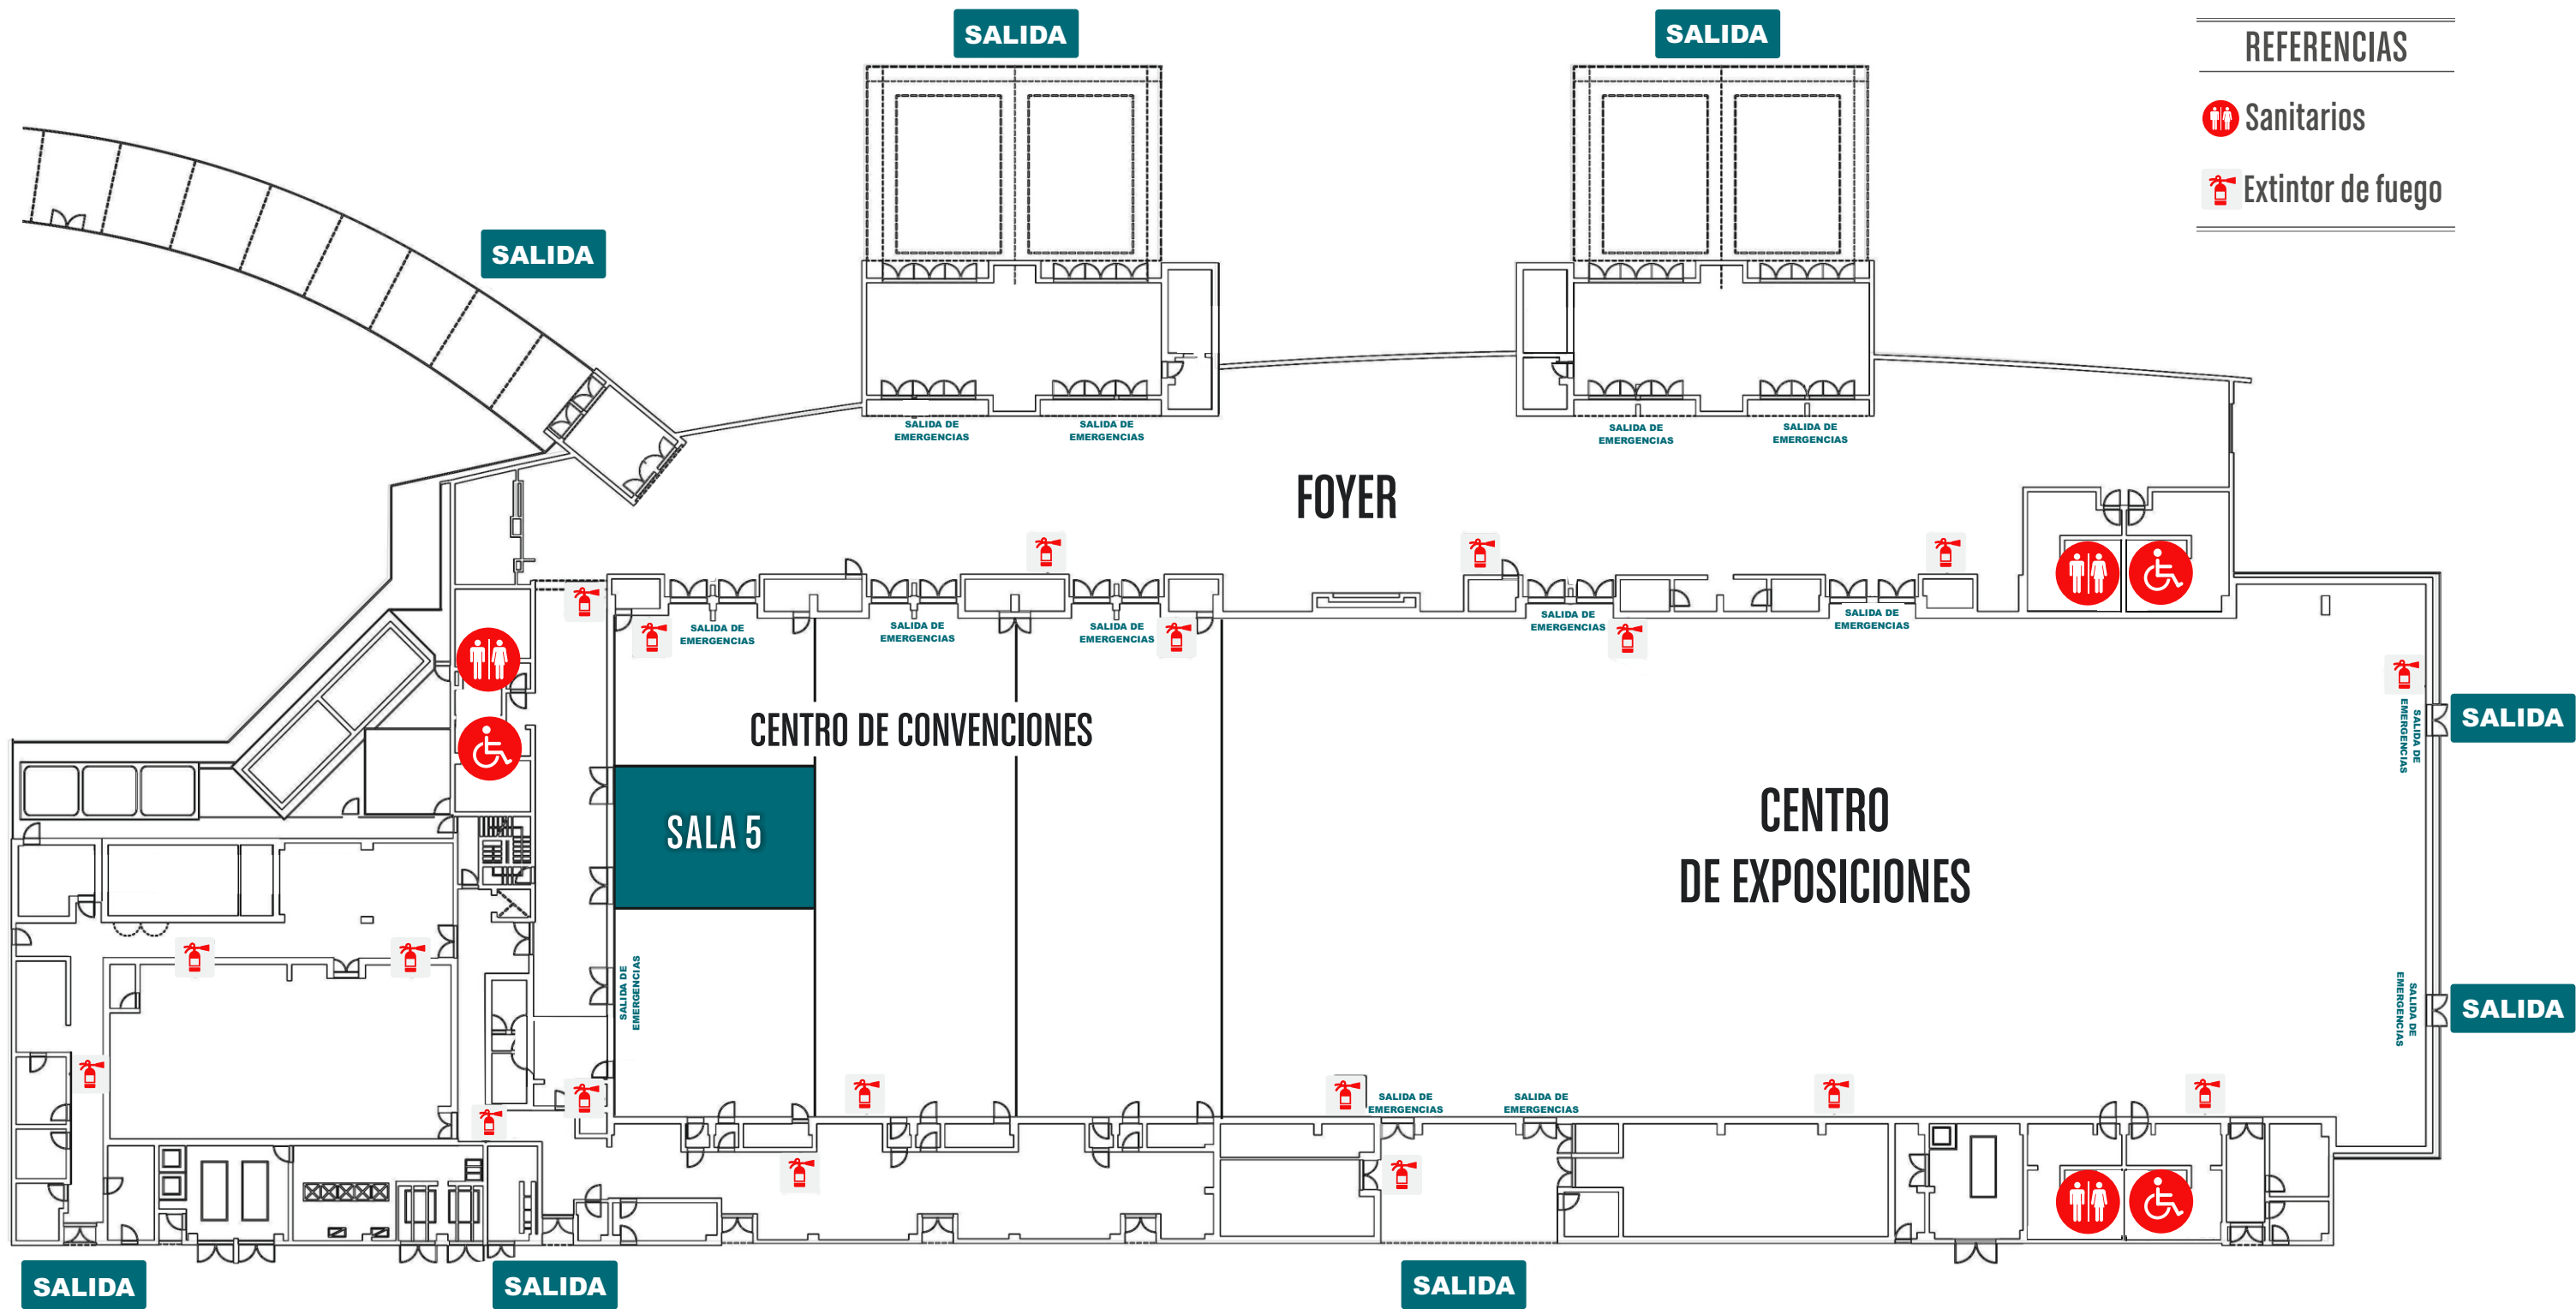 SALIDA
SALIDA
REFERENCIAS
Sanitarios
Extintor de fuego
SALIDA
SALIDA DE
EMERGENCIAS
SALIDA DE
EMERGENCIAS
SALIDA DE
EMERGENCIAS
SALIDA DE
EMERGENCIAS
FOYER
SALIDA DE
EMERGENCIAS
SALIDA DE
EMERGENCIAS
SALIDA DE
EMERGENCIAS
SALIDA DE
EMERGENCIAS
SALIDA DE
EMERGENCIAS
CENTRO DE CONVENCIONES
SALIDA DE
EMERGENCIAS
SALIDA
SALA 5
CENTRO
DE EXPOSICIONES
SALIDA DE
EMERGENCIAS
SALIDA DE
EMERGENCIAS
SALIDA
SALIDA DE
EMERGENCIAS
SALIDA DE
EMERGENCIAS
SALIDA
SALIDA
SALIDA